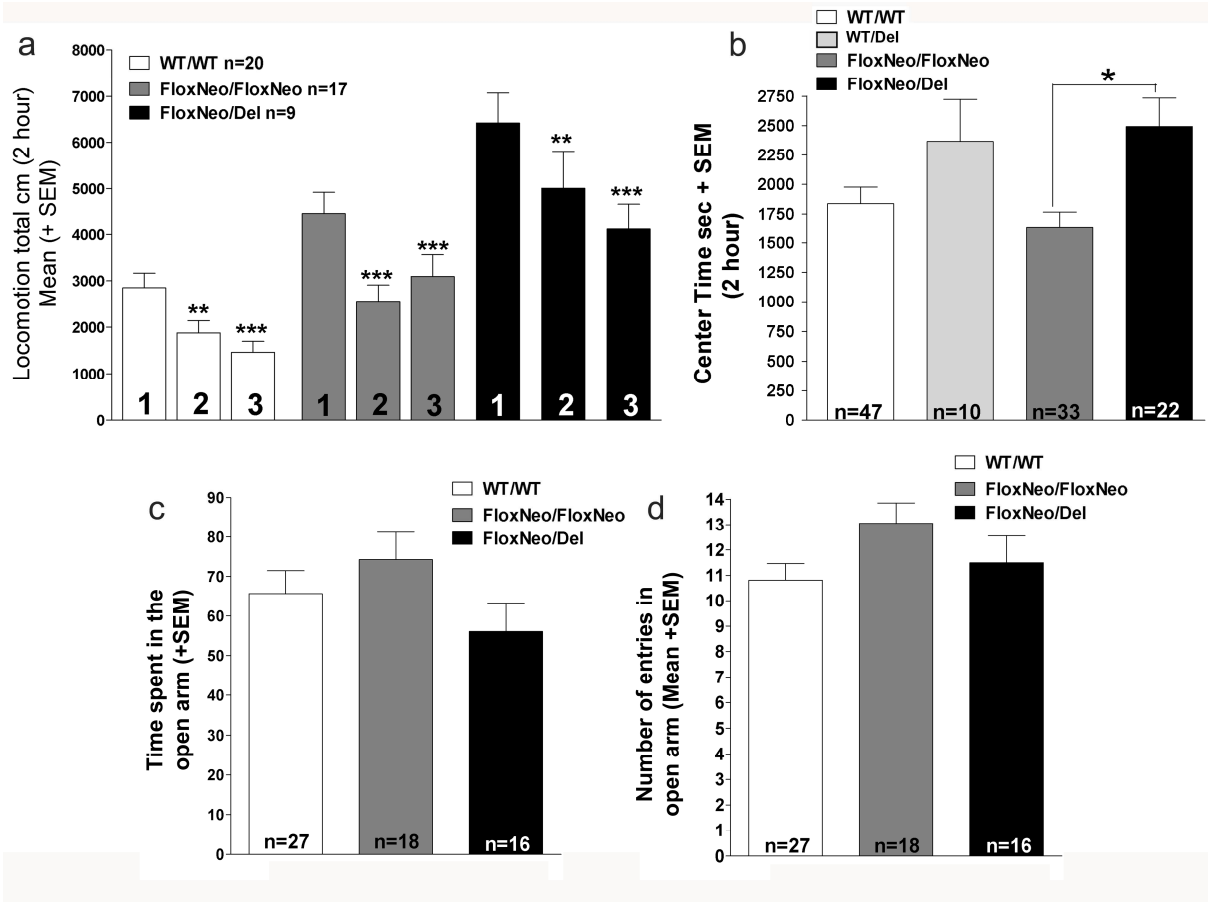 a
Locomotion total cm (2 hour)
Mean (+ SEM)
8000
7000
6000
5000
4000
3000
2000
1000
0
WT/WT n=20
FloxNeo/FloxNeo n=17
FloxNeo/Del n=9
** *** *** *** ** ***
1 2 3 1 2 3 1 2 3
b
WT/WT
WT/Del
FloxNeo/FloxNeo
FloxNeo/Del
*
Center Time sec + SEM
(2 hour)
2750
2500
2250
2000
1750
1500
1250
1000
750
500
250
0
n=47 n=10 n=33 n=22
c
WT/WT
FloxNeo/FloxNeo
FloxNeo/Del
Time spent in the
open arm (+SEM)
90
80
70
60
50
40
30
20
10
0
n=27 n=18 n=16
d
WT/WT
FloxNeo/FloxNeo
FloxNeo/Del
Number of entries in
open arm (Mean +SEM)
14
13
12
11
10
9
8
7
6
5
4
3
2
1
0
n=27 n=18 n=16